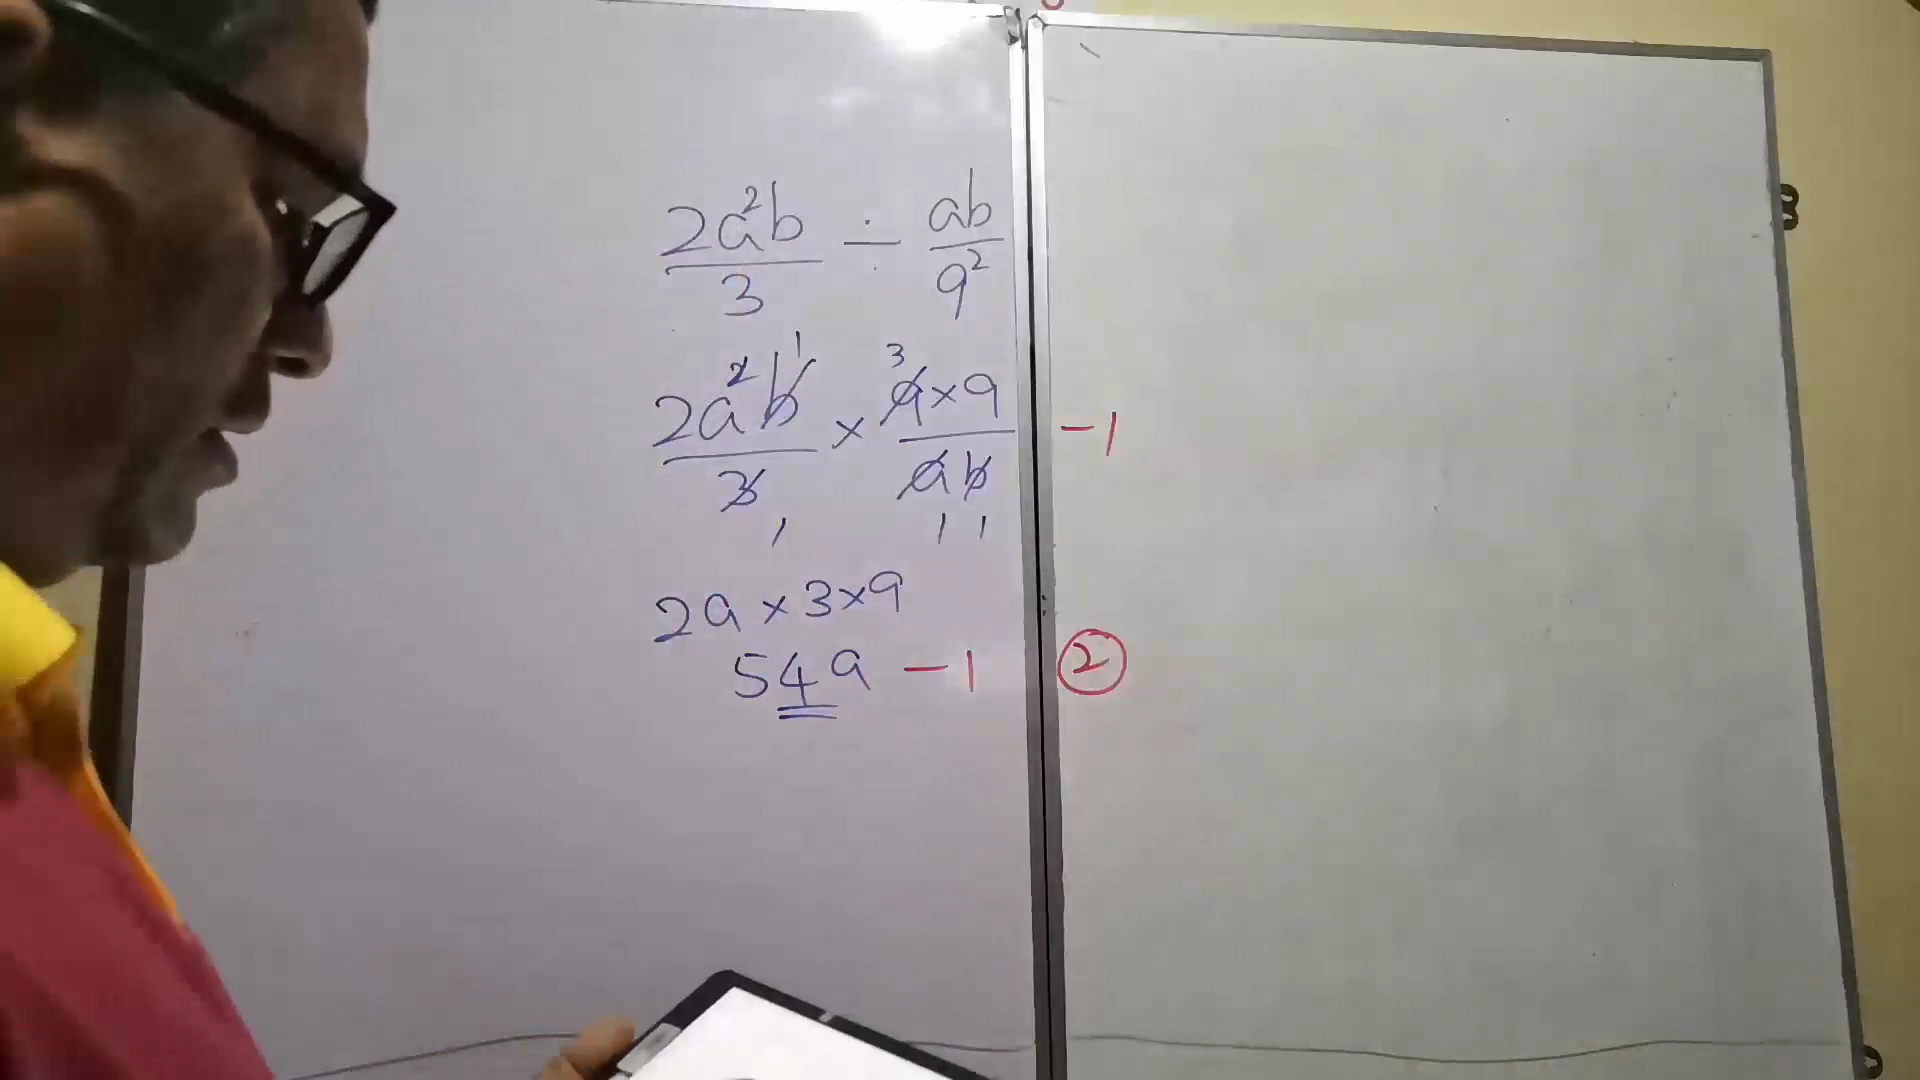 2a²b/3 ÷ ab/9²
2a²b/3 × 9×9/ab - 1
2a × 3×9
54a - 1 ②